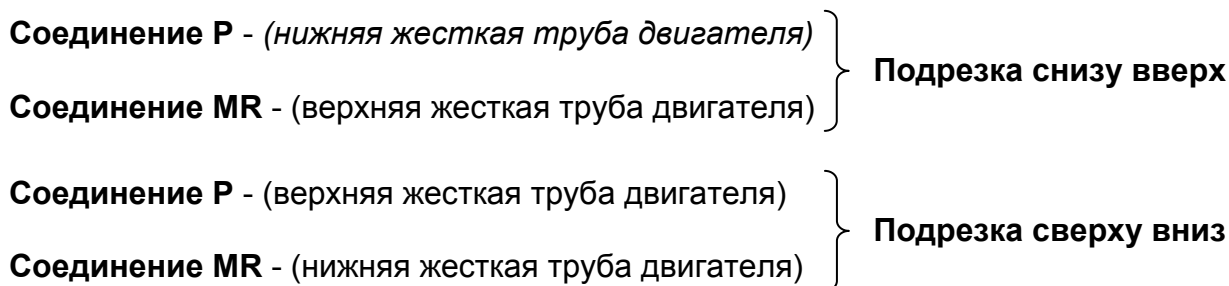 Соединение P - (нижняя жесткая труба двигателя)
Подрезка снизу вверх
Соединение MR - (верхняя жесткая труба двигателя)
Соединение P - (верхняя жесткая труба двигателя)
Подрезка сверху вниз
Соединение MR - (нижняя жесткая труба двигателя)